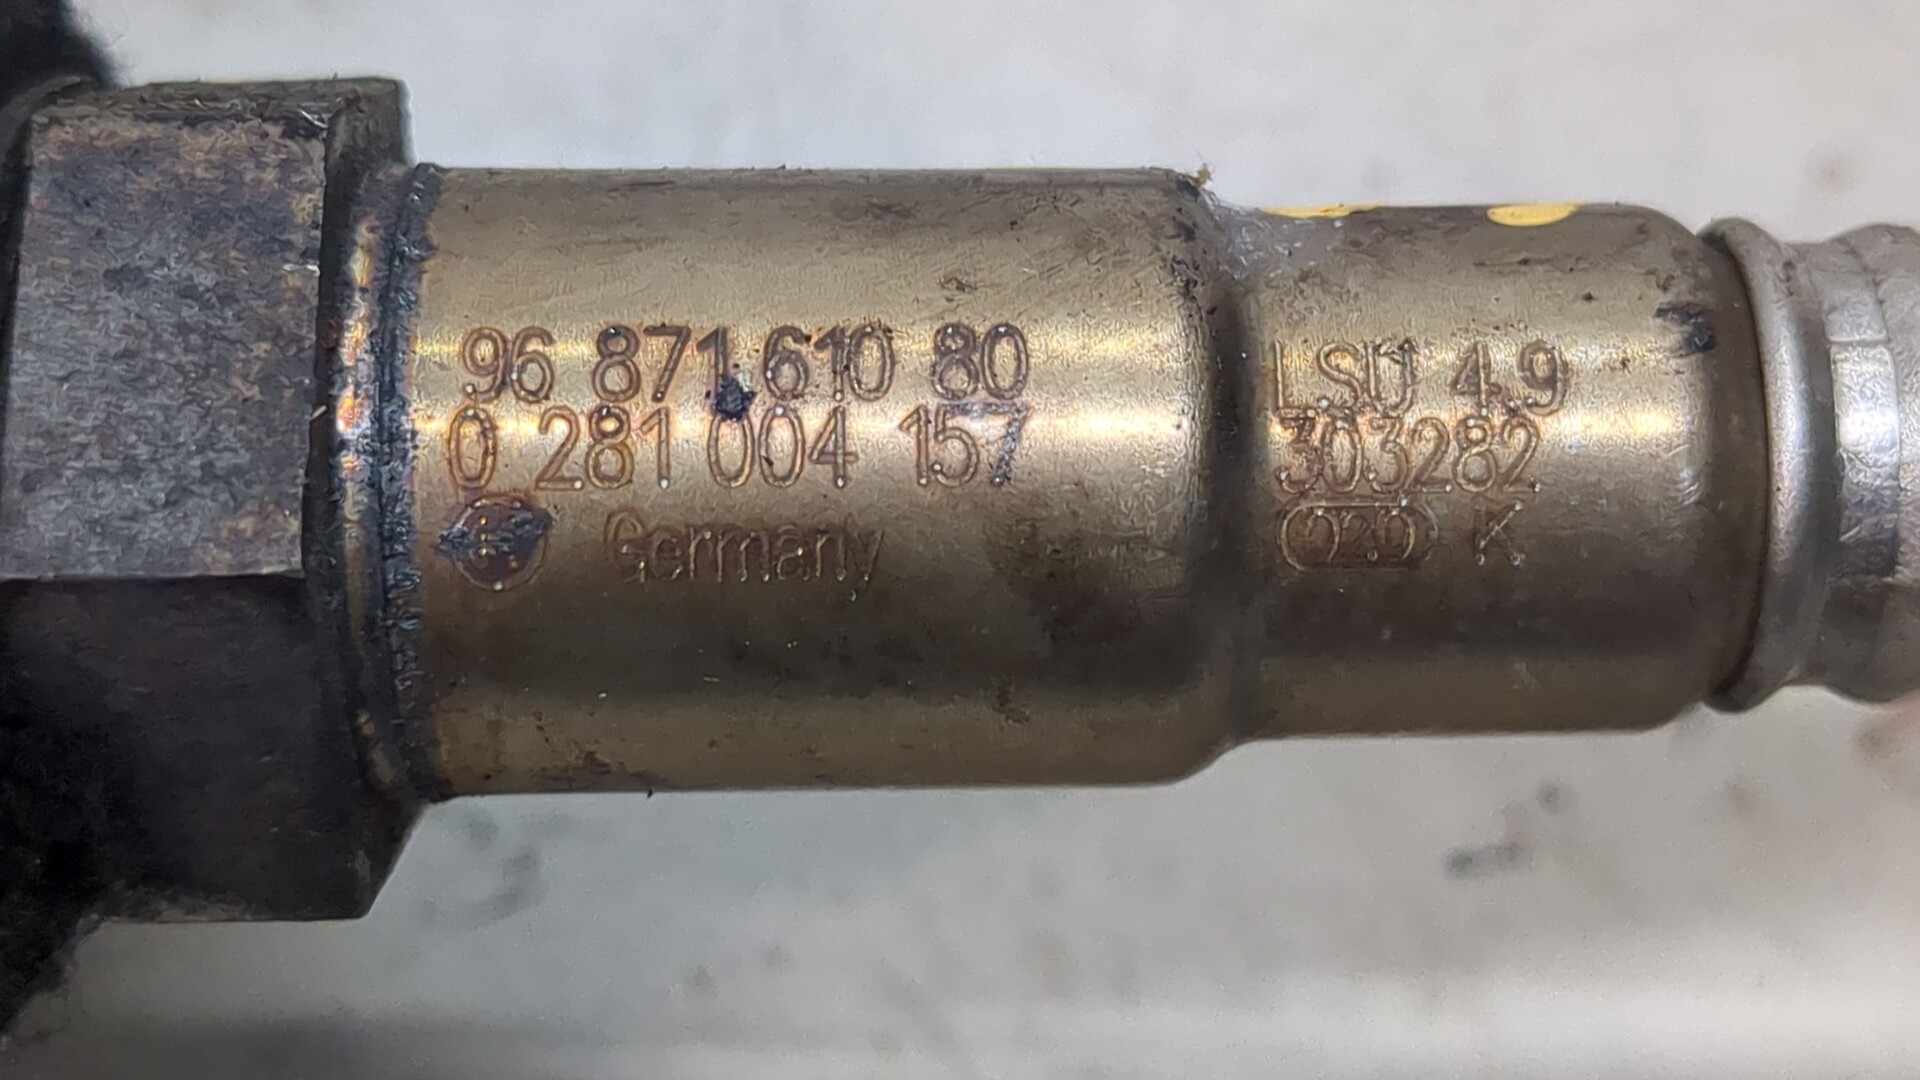 96 871 610 80
0 281 004 157
Germany
LSU 4.9
303282
K